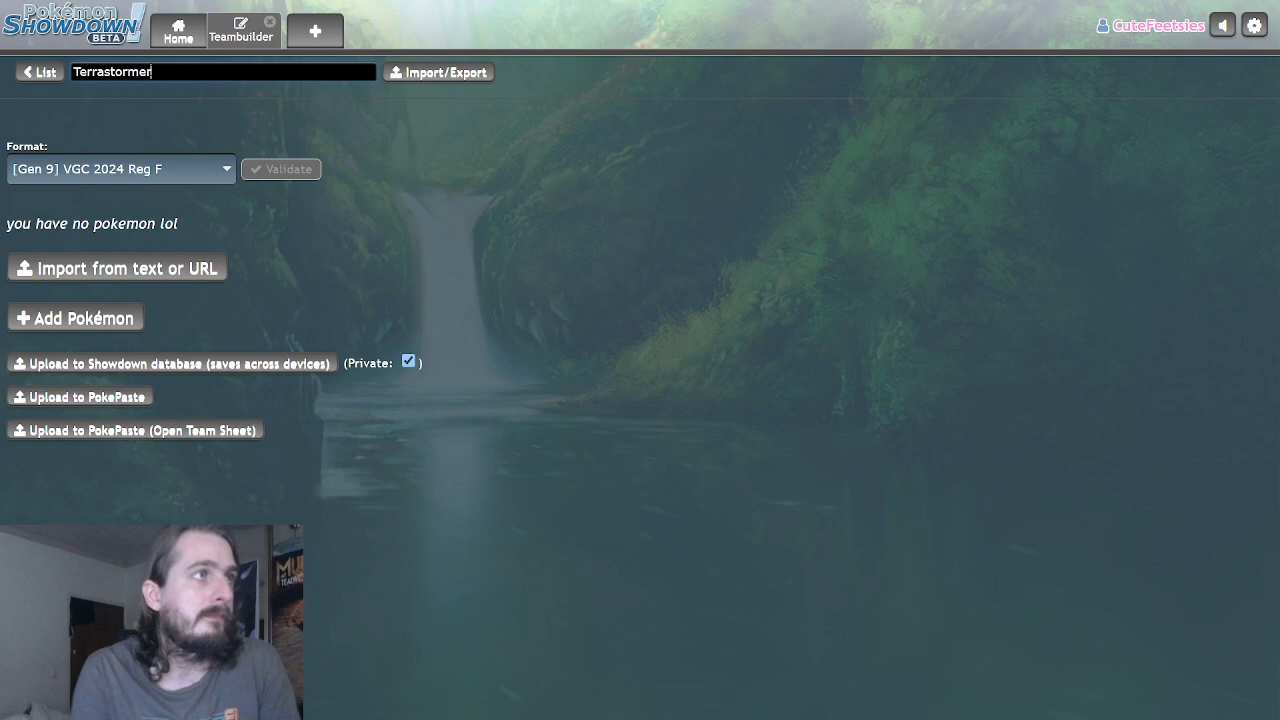 Pokémon
SHOWDOWN!
BETA
Home
Teambuilder
CuteFeetsies
List
Terrastormer
Import/Export
Format:
[Gen 9] VGC 2024 Reg F
Validate
you have no pokemon lol
Import from text or URL
Add Pokémon
Upload to Showdown database (saves across devices)
(Private: )
Upload to PokePaste
Upload to PokePaste (Open Team Sheet)